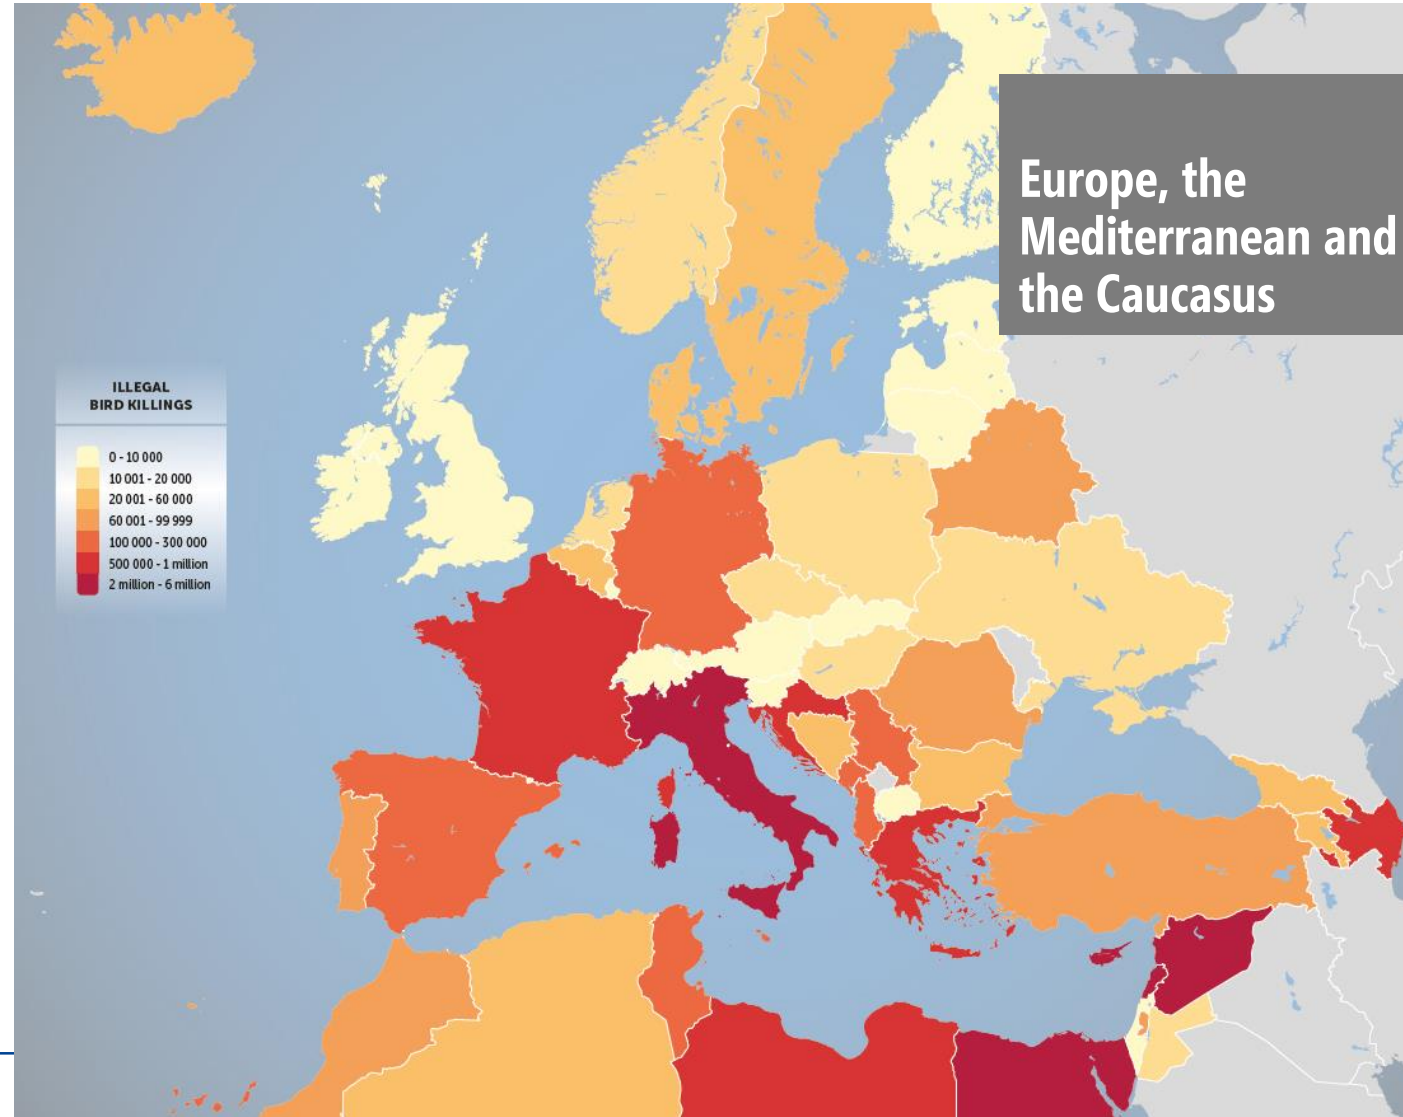 Europe, the
Mediterranean and
the Caucasus
ILLEGAL
BIRD KILLINGS
0 - 10 000
10 001 - 20 000
20 001 - 60 000
60 001 - 99 999
100 000 - 300 000
500 000 - 1 million
2 million - 6 million